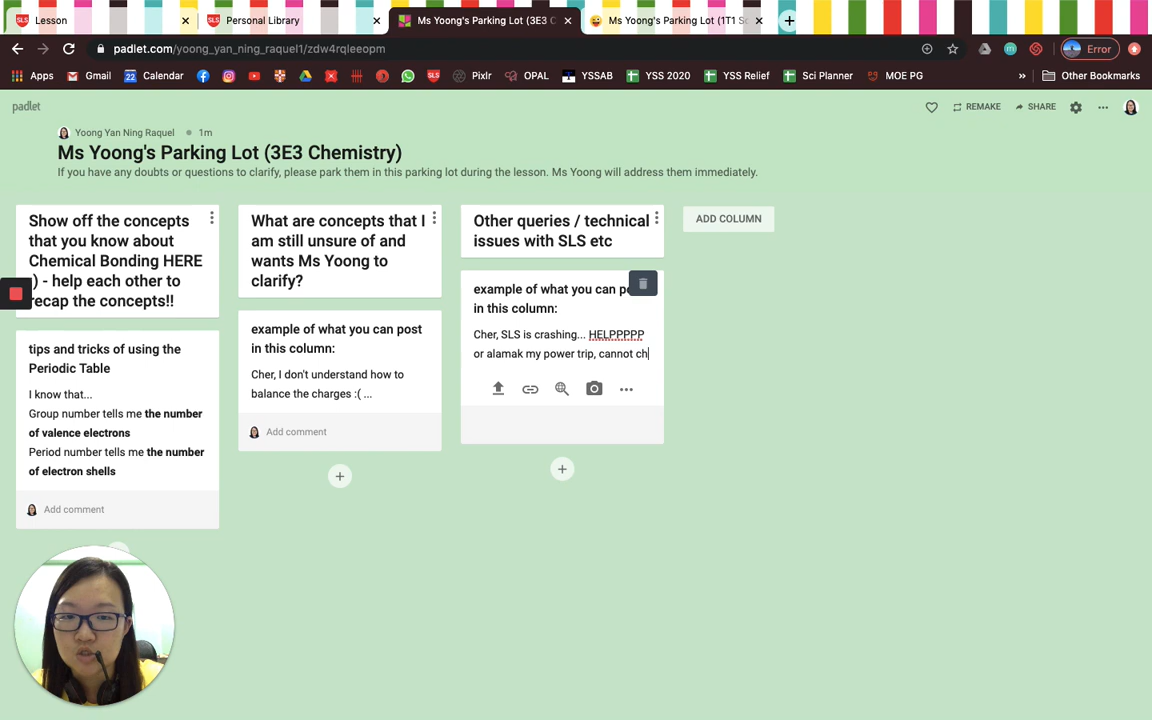 Lesson
Personal Library
Ms Yoong's Parking Lot (3E3 C
Ms Yoong's Parking Lot (1T1 Sc
padlet.com/yoong_yan_ning_raquel1/zdw4rqleeopm
Error
Apps
Gmail
22 Calendar
SLS
Pixlr
OPAL
YSSAB
YSS 2020
YSS Relief
Sci Planner
MOE PG
»
Other Bookmarks
padlet
REMAKE
SHARE
Yoong Yan Ning Raquel
1m
Ms Yoong's Parking Lot (3E3 Chemistry)
If you have any doubts or questions to clarify, please park them in this parking lot during the lesson. Ms Yoong will address them immediately.
Show off the concepts
that you know about
Chemical Bonding HERE
) - help each other to
recap the concepts!!
tips and tricks of using the
Periodic Table
I know that...
Group number tells me the number
of valence electrons
Period number tells me the number
of electron shells
Add comment
What are concepts that I
am still unsure of and
wants Ms Yoong to
clarify?
example of what you can post
in this column:
Cher, I don't understand how to
balance the charges :( ...
Add comment
Other queries / technical
issues with SLS etc
example of what you can po
in this column:
Cher, SLS is crashing... HELPPPPP
or alamak my power trip, cannot ch
ADD COLUMN